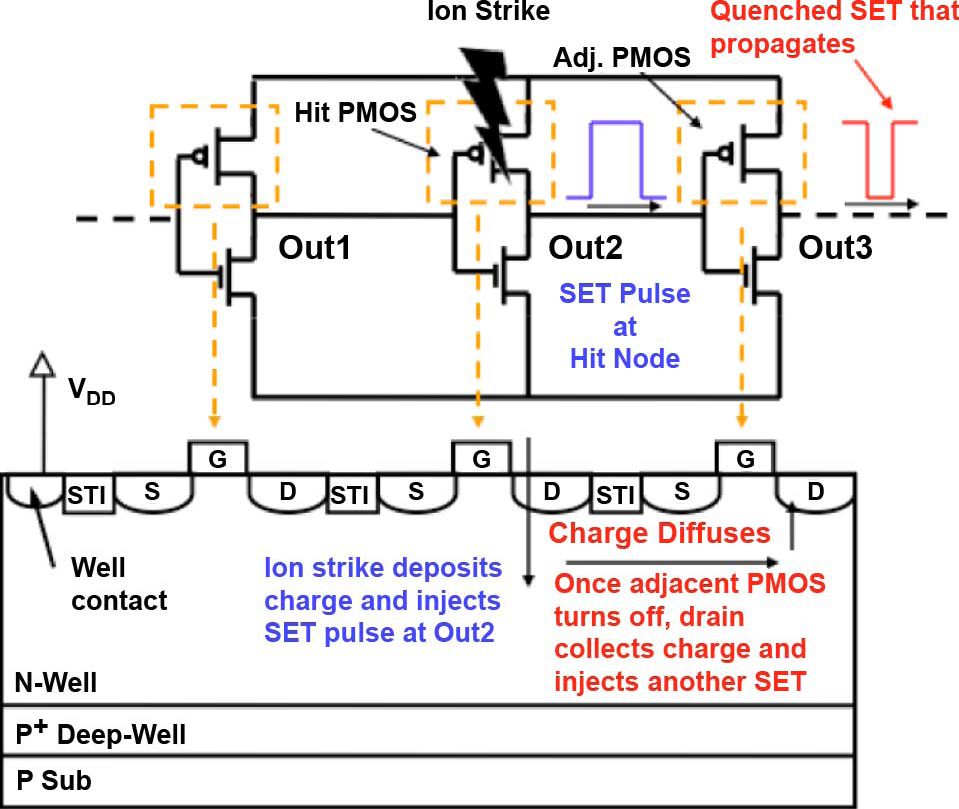 Ion Strike
Quenched SET that
propagates
Adj. PMOS
Hit PMOS
Out1
Out2
Out3
SET Pulse
at
Hit Node
VDD
G
G
G
STI
S
D
STI
S
D
STI
S
D
Well
contact
Ion strike deposits
charge and injects
SET pulse at Out2
Charge Diffuses
Once adjacent PMOS
turns off, drain
collects charge and
injects another SET
N-Well
P+ Deep-Well
P Sub